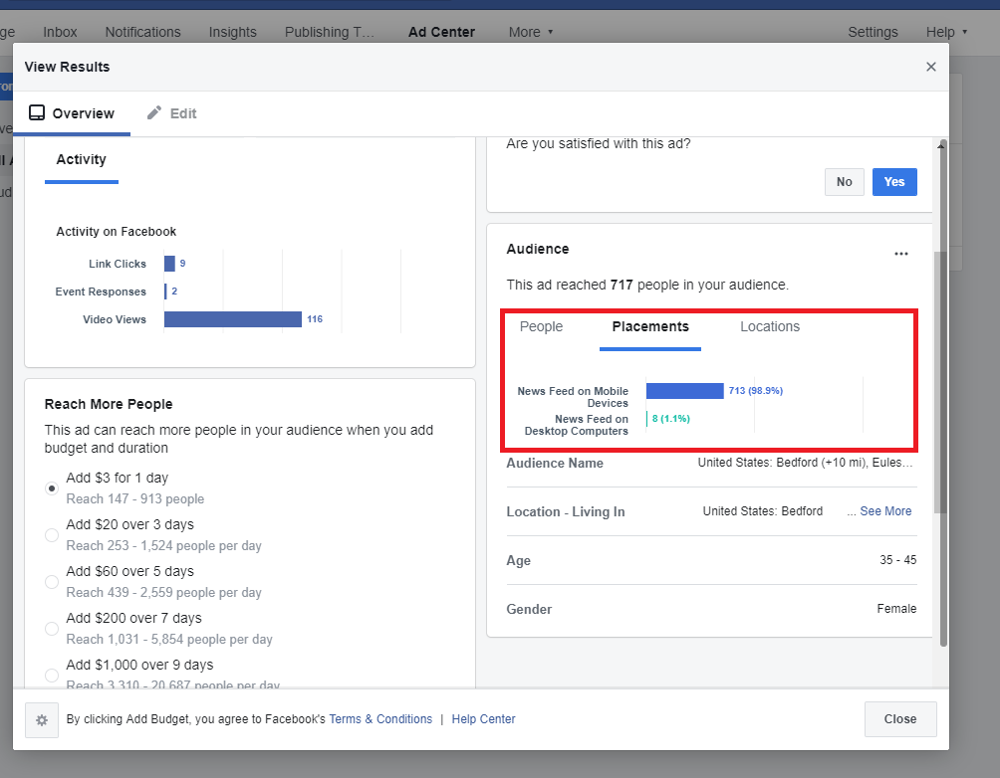 ge Inbox Notifications Insights Publishing T... Ad Center More Settings Help
View Results
Overview Edit
Activity
Activity on Facebook
Link Clicks 9
Event Responses 2
Video Views 116
Reach More People
This ad can reach more people in your audience when you add
budget and duration
Add $3 for 1 day
Reach 147 - 913 people
Add $20 over 3 days
Reach 253 - 1,524 people per day
Add $60 over 5 days
Reach 439 - 2,559 people per day
Add $200 over 7 days
Reach 1,031 - 5,854 people per day
Add $1,000 over 9 days
Reach 3,310 - 20,687 people per day
Are you satisfied with this ad?
No Yes
Audience
This ad reached 717 people in your audience.
People Placements Locations
News Feed on Mobile
Devices 713 (98.9%)
News Feed on
Desktop Computers 8 (1.1%)
Audience Name United States: Bedford (+10 mi), Eules...
Location - Living In United States: Bedford ... See More
Age 35 - 45
Gender Female
By clicking Add Budget, you agree to Facebook's Terms & Conditions | Help Center
Close